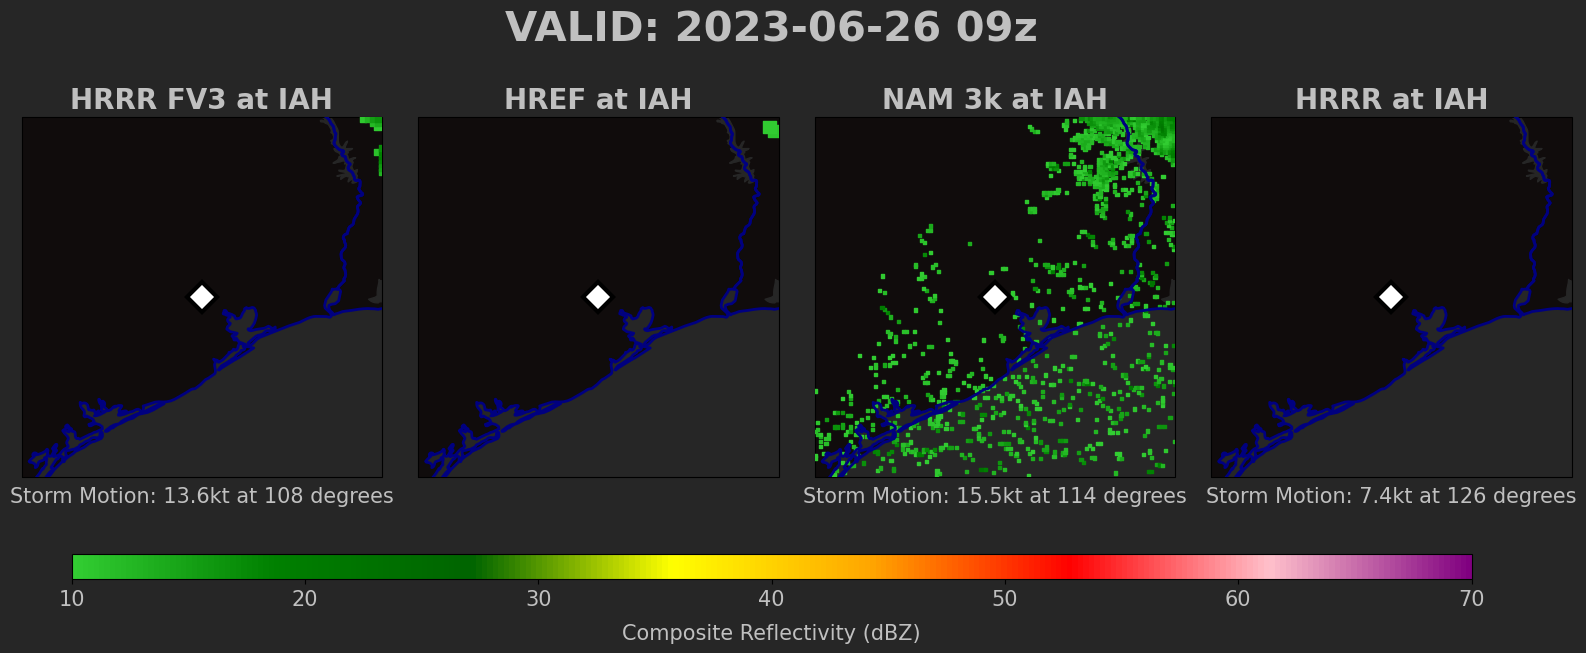 VALID: 2023-06-26 09z
HRRR FV3 at IAH
HREF at IAH
NAM 3k at IAH
HRRR at IAH
Storm Motion: 13.6kt at 108 degrees
Storm Motion: 15.5kt at 114 degrees
Storm Motion: 7.4kt at 126 degrees
10 20 30 40 50 60 70
Composite Reflectivity (dBZ)